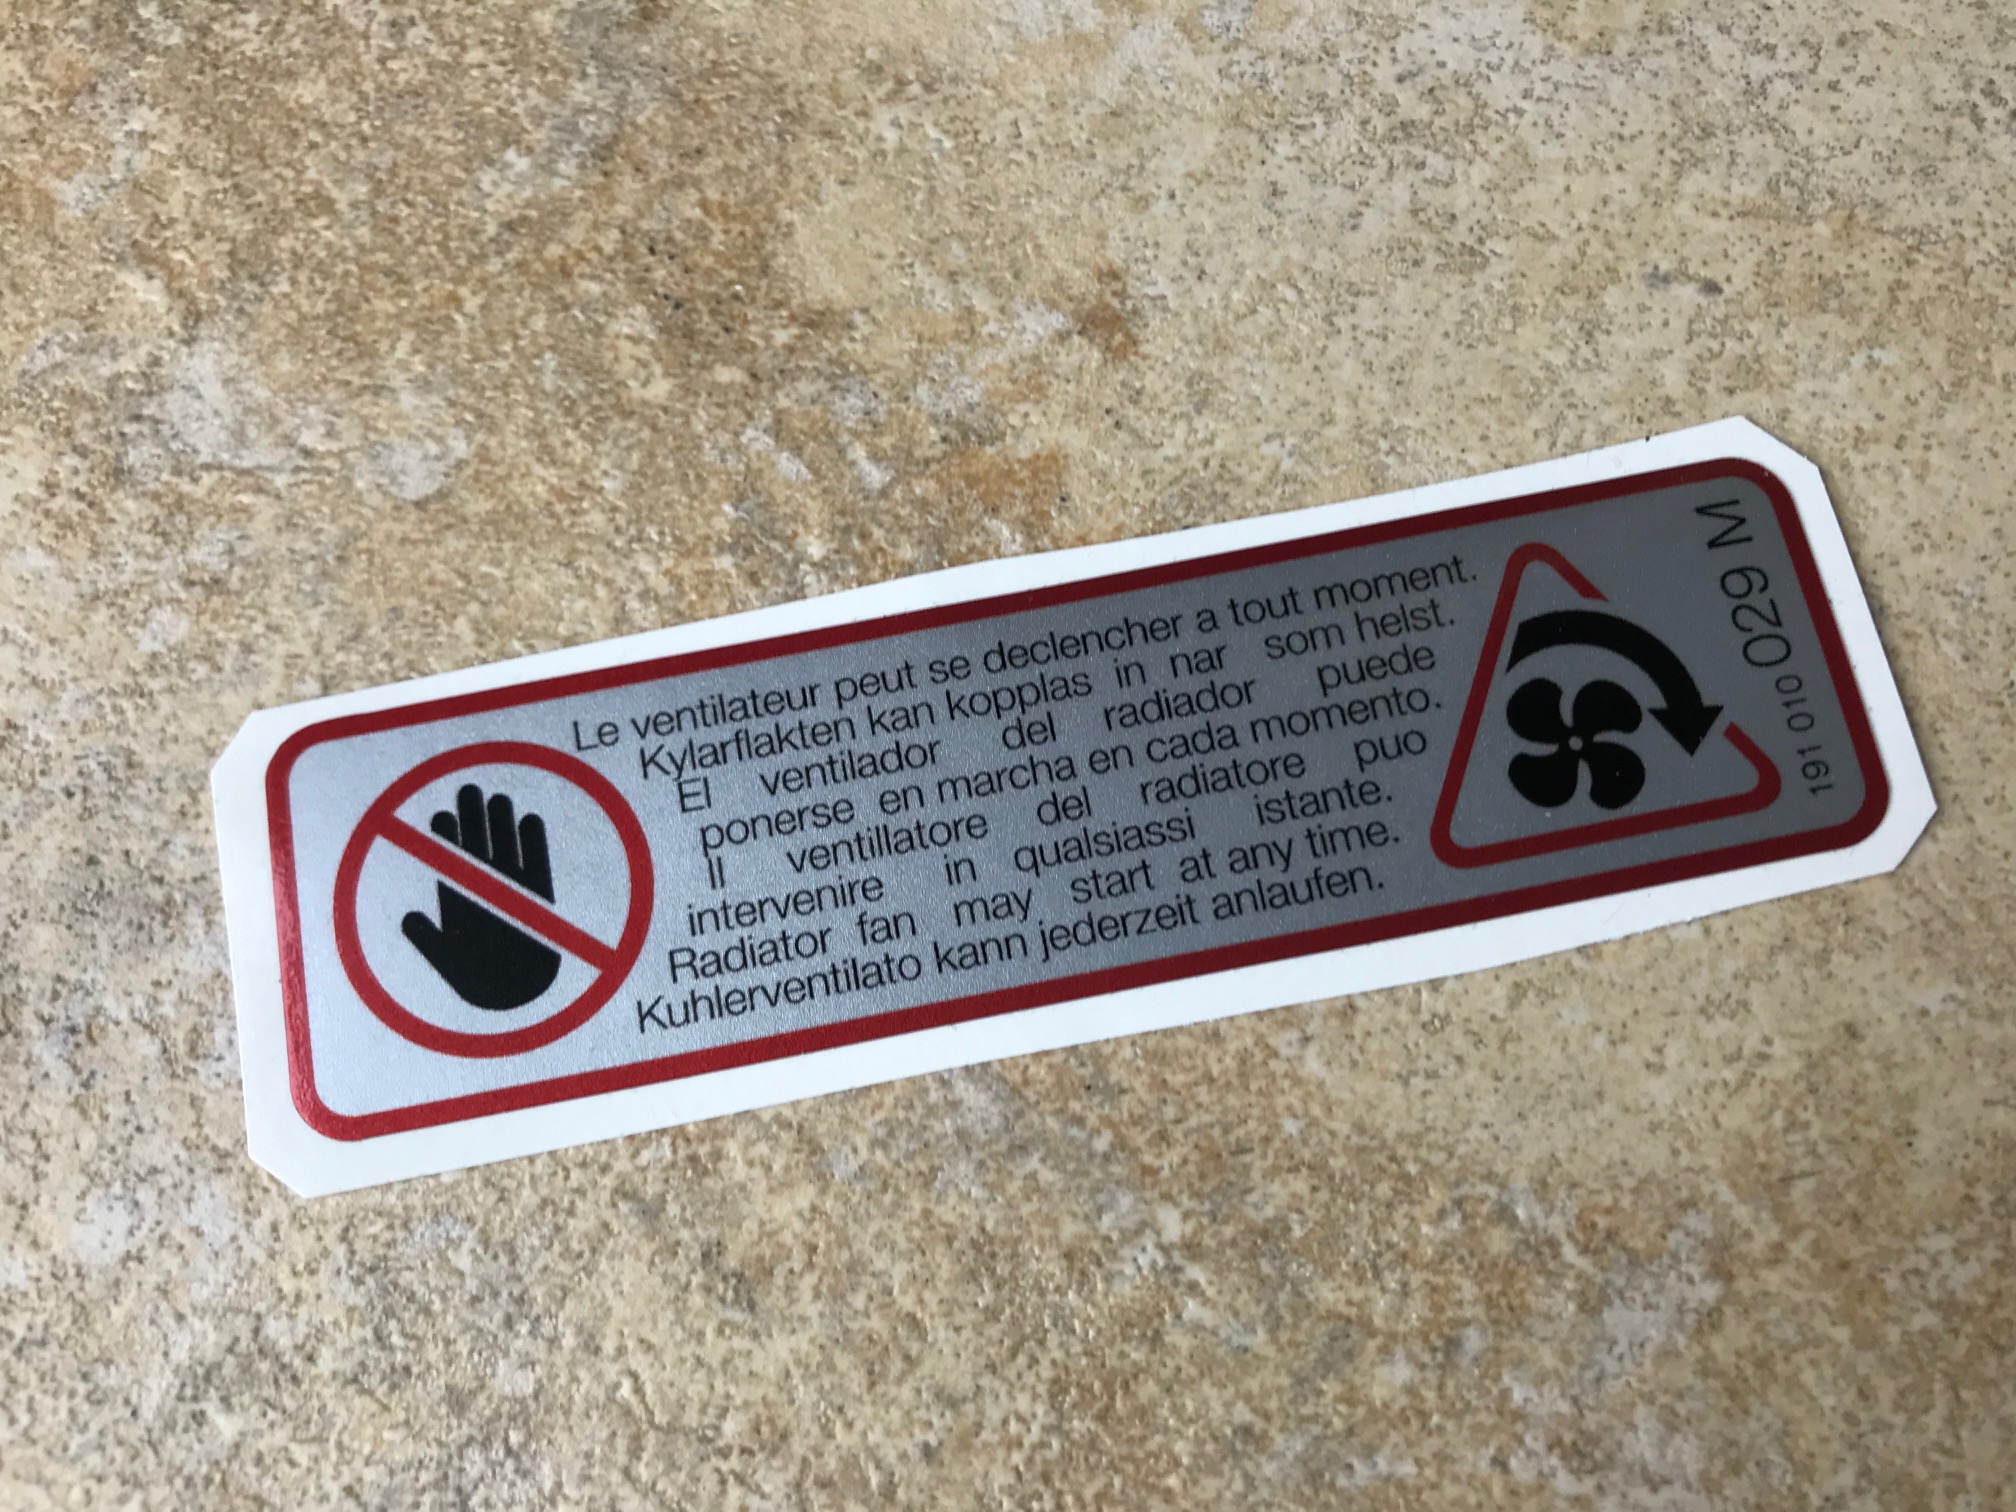 Le ventilateur peut se declencher a tout moment.
Kylarflakten kan kopplas in nar som helst.
El ventilador del radiador puede
ponerse en marcha en cada momento.
Il ventillatore del radiatore puo
intervenire in qualsiassi istante.
Radiator fan may start at any time.
Kuhlerventilato kann jederzeit anlaufen.
191 010 029 M